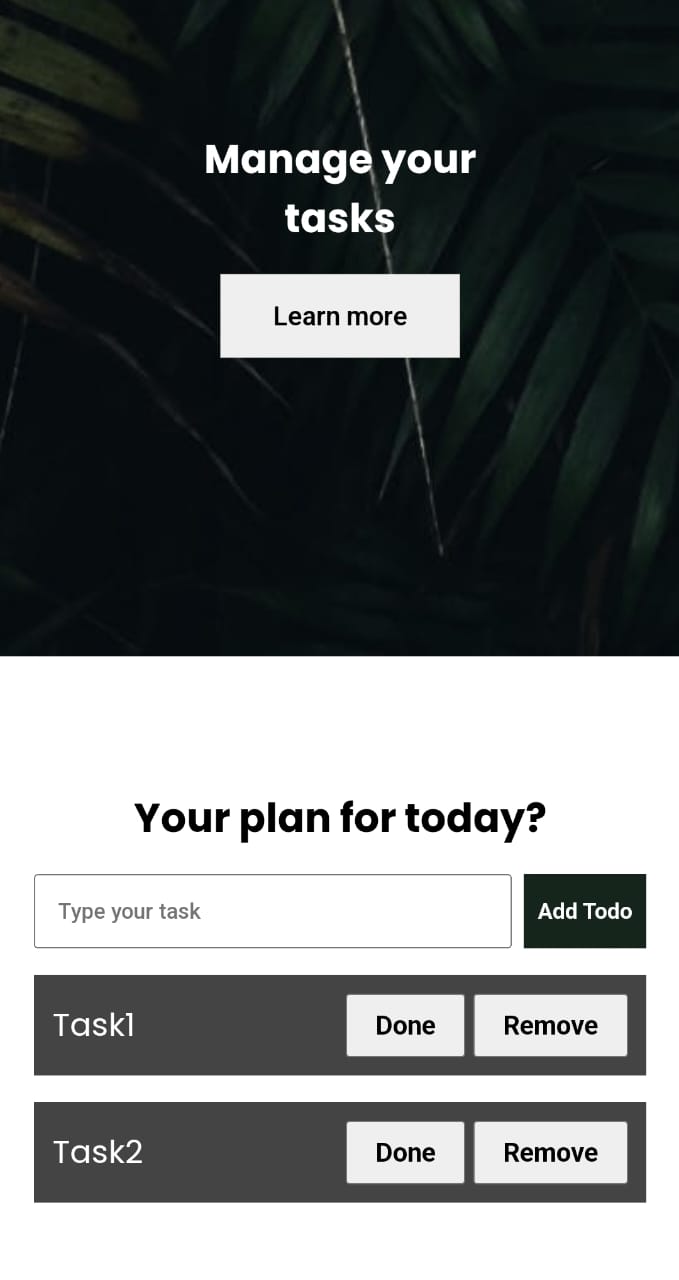 Manage your
tasks
Learn more
Your plan for today?
Type your task
Add Todo
Task1
Done
Remove
Task2
Done
Remove